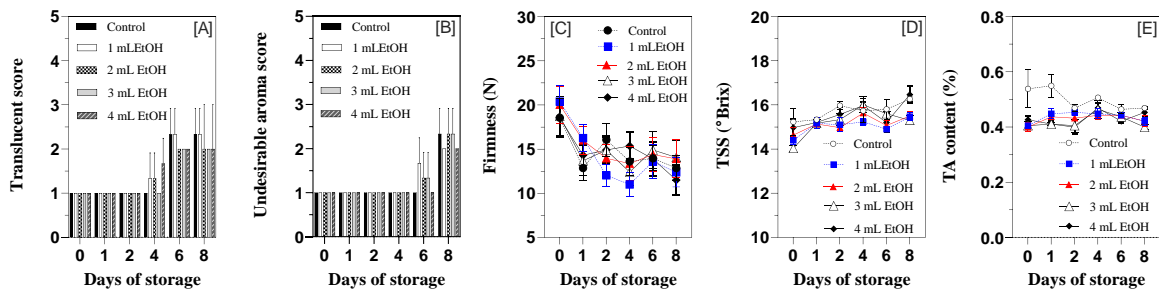 [A]
Translucent score
5
4
3
2
1
0 1 2 4 6 8
Days of storage
Control
1 mLEtOH
2 mL EtOH
3 mL EtOH
4 mL EtOH
[B]
Undesirable aroma score
5
4
3
2
1
0 1 2 4 6 8
Days of storage
Control
1 mL EtOH
2 mL EtOH
3 mL EtOH
4 mL EtOH
[C]
Firmness (N)
30
25
20
15
10
5
0
0 1 2 4 6 8
Days of storage
Control
1 mLEtOH
2 mL EtOH
3 mL EtOH
4 mL EtOH
[D]
TSS (°Brix)
20
18
16
14
12
10
0 1 2 4 6 8
Days of storage
Control
1 mLEtOH
2 mL EtOH
3 mL EtOH
4 mL EtOH
[E]
TA content (%)
0.8
0.6
0.4
0.2
0.0
0 1 2 4 6 8
Days of storage
Control
1 mLEtOH
2 mL EtOH
3 mL EtOH
4 mL EtOH